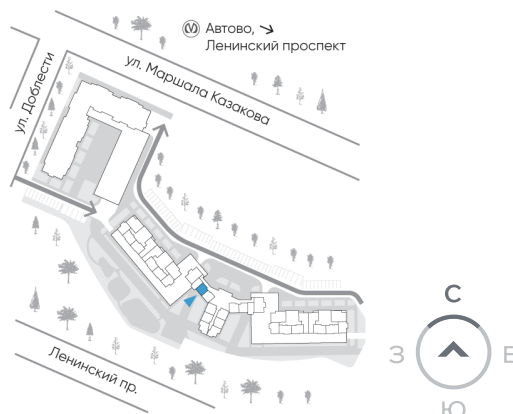 М Автово, ↘
Ленинский проспект
ул. Маршала Казакова
ул. Доблести
Ленинский пр.
С
З
В
Ю